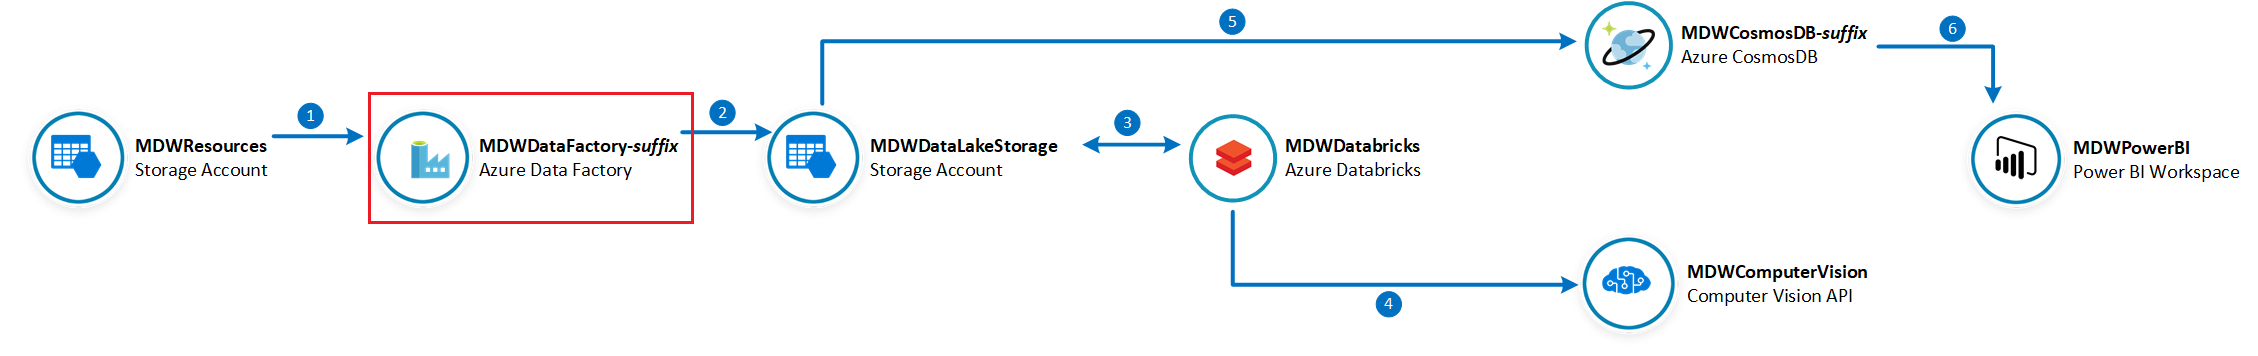 5
MDWCosmosDB-suffix
Azure CosmosDB
6
1
MDWResources
Storage Account
MDWDataFactory-suffix
Azure Data Factory
2
MDWDataLakeStorage
Storage Account
3
MDWDatabricks
Azure Databricks
MDWPowerBI
Power BI Workspace
4
MDWComputerVision
Computer Vision API